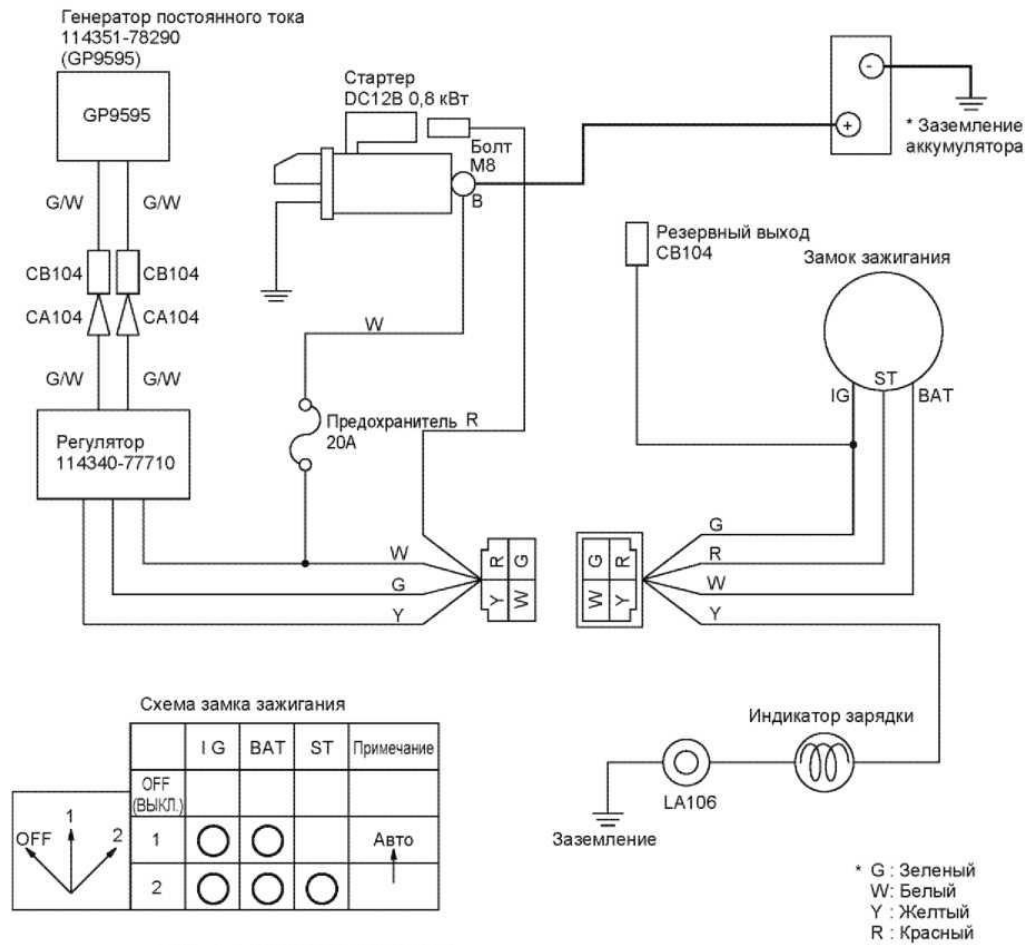 Генератор постоянного тока
114351-78290
(GP9595)
GP9595
Стартер
DC12В 0,8 кВт
Болт
M8
B
-
+
* Заземление
аккумулятора
G/W
G/W
CB104
CB104
CA104
CA104
G/W
G/W
Резервный выход
CB104
Замок зажигания
ST
IG
BAT
W
Предохранитель
20A
R
Регулятор
114340-77710
W
G
Y
R
G
Y
W
G
R
W
Y
G
R
W
Y
Схема замка зажигания
IG
BAT
ST
Примечание
OFF
(ВЫКЛ.)
1
Авто
2
OFF
1
2
Индикатор зарядки
LA106
Заземление
* G : Зеленый
W: Белый
Y : Желтый
R : Красный